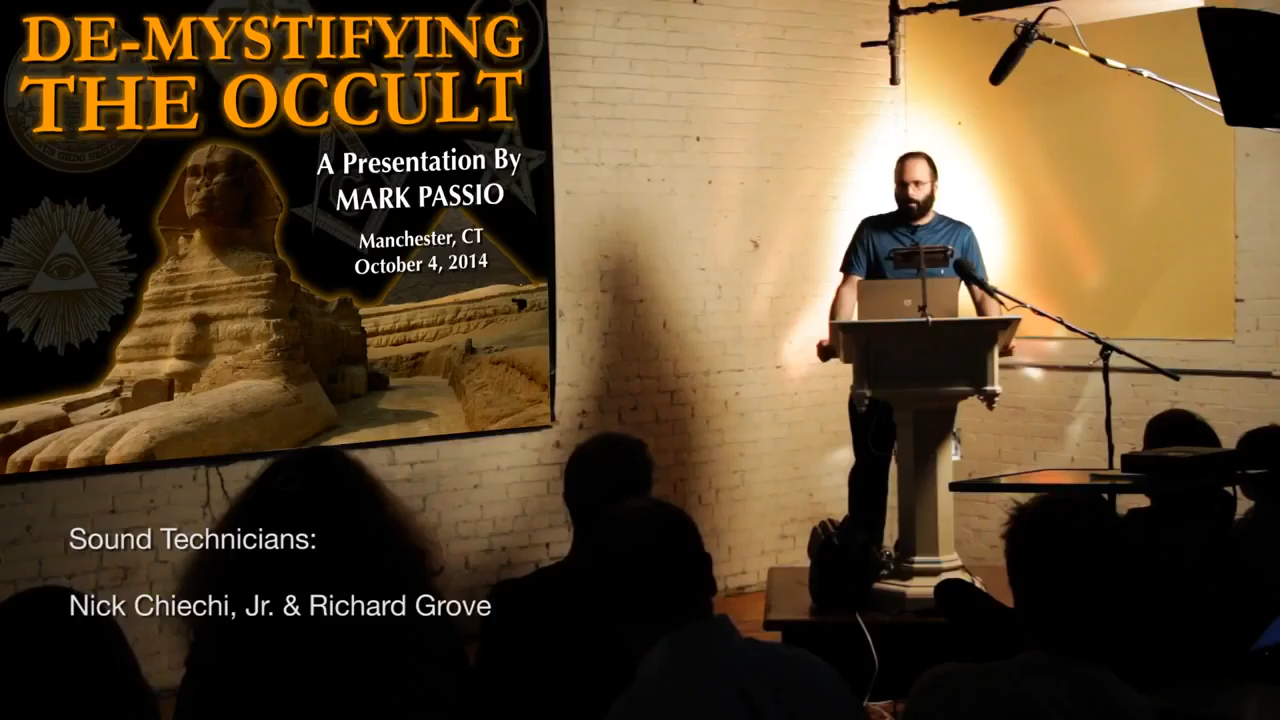 DE-MYSTIFYING
THE OCCULT
A Presentation By
MARK PASSIO
Manchester, CT
October 4, 2014
Sound Technicians:
Nick Chiechi, Jr. & Richard Grove